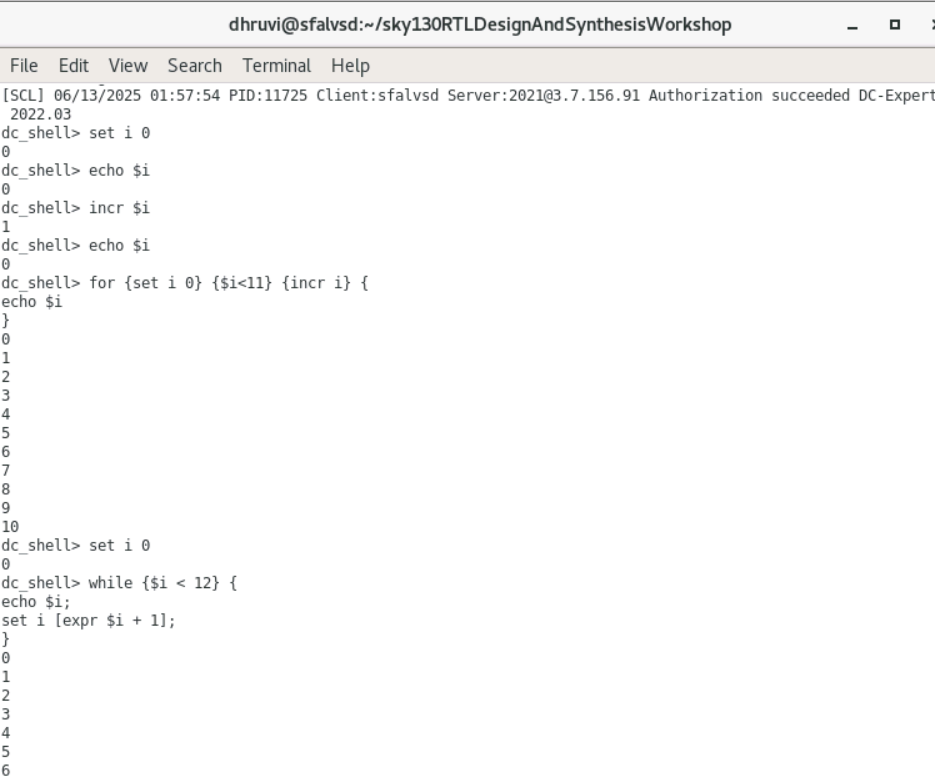 dhruvi@sfalvsd:~/sky130RTLDesignAndSynthesisWorkshop
File Edit View Search Terminal Help
[SCL] 06/13/2025 01:57:54 PID:11725 Client:sfalvsd Server:2021@3.7.156.91 Authorization succeeded DC-Expert
2022.03
dc_shell> set i 0
0
dc_shell> echo $i
0
dc_shell> incr $i
1
dc_shell> echo $i
0
dc_shell> for {set i 0} {$i<11} {incr i} {
echo $i
}
0
1
2
3
4
5
6
7
8
9
10
dc_shell> set i 0
0
dc_shell> while {$i < 12} {
echo $i;
set i [expr $i + 1];
}
0
1
2
3
4
5
6